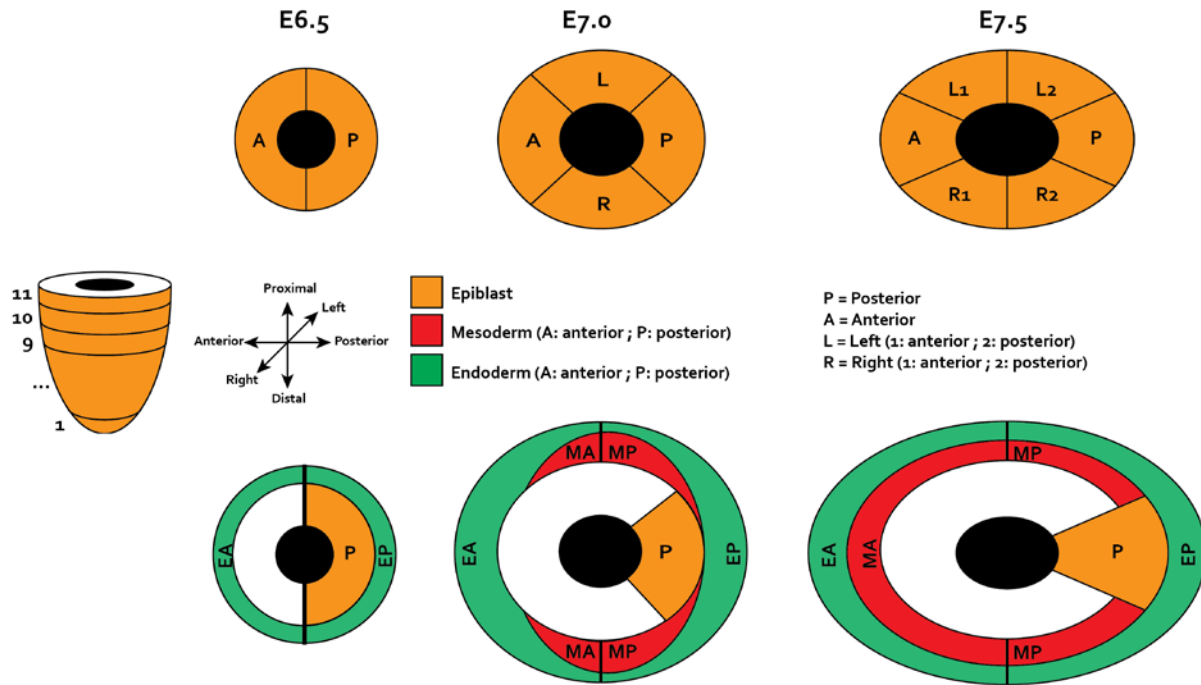 E6.5
E7.0
E7.5
A
P
A
L
P
R
A
L1
L2
P
R1
R2
11
10
9
...
1
Proximal
Left
Anterior
Posterior
Right
Distal
Epiblast
Mesoderm (A: anterior ; P: posterior)
Endoderm (A: anterior ; P: posterior)
P = Posterior
A = Anterior
L = Left (1: anterior ; 2: posterior)
R = Right (1: anterior ; 2: posterior)
EA
P
EP
MA
MP
EA
P
EP
MA
MP
MP
EA
MA
P
EP
MP